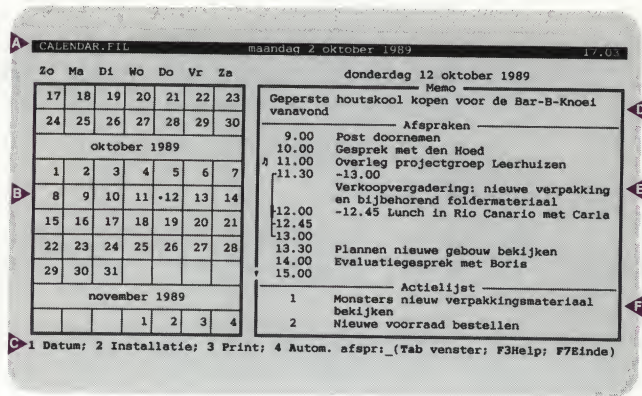 A
CALENDAR.FIL maandag 2 oktober 1989 17.03
Zo Ma Di Wo Do Vr Za
17 18 19 20 21 22 23
24 25 26 27 28 29 30
oktober 1989
1 2 3 4 5 6 7
B
8 9 10 11 •12 13 14
15 16 17 18 19 20 21
22 23 24 25 26 27 28
29 30 31
november 1989
1 2 3 4
donderdag 12 oktober 1989
Memo
D
Geperste houtskool kopen voor de Bar-B-Knoei
vanavond
Afspraken
9.00 Post doornemen
10.00 Gesprek met den Hoed
♫ 11.00 Overleg projectgroep Leerhuizen
11.30 -13.00
E
Verkoopvergadering: nieuwe verpakking
en bijbehorend foldermateriaal
12.00 -12.45 Lunch in Rio Canario met Carla
12.45
13.00
13.30 Plannen nieuwe gebouw bekijken
14.00 Evaluatiegesprek met Boris
15.00
Actielijst
F
1 Monsters nieuw verpakkingsmateriaal
bekijken
2 Nieuwe voorraad bestellen
C
1 Datum; 2 Installatie; 3 Print; 4 Autom. afspr:_(Tab venster; F3Help; F7Einde)